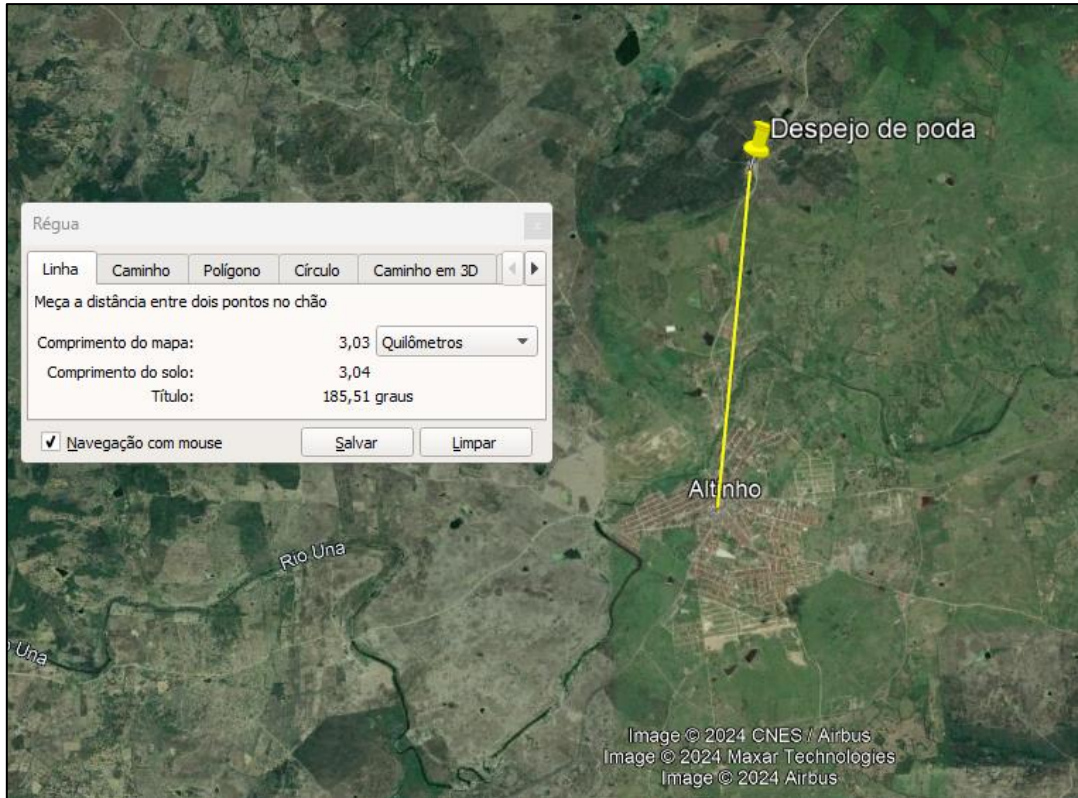 Despejo de poda
Régua
Linha Caminho Polígono Círculo Caminho em 3D
Meça a distância entre dois pontos no chão
Comprimento do mapa: 3,03 Quilômetros
Comprimento do solo: 3,04
Título: 185,51 graus
Navegação com mouse Salvar Limpar
Altinho
Rio Una
Una
Image © 2024 CNES / Airbus
Image © 2024 Maxar Technologies
Image © 2024 Airbus